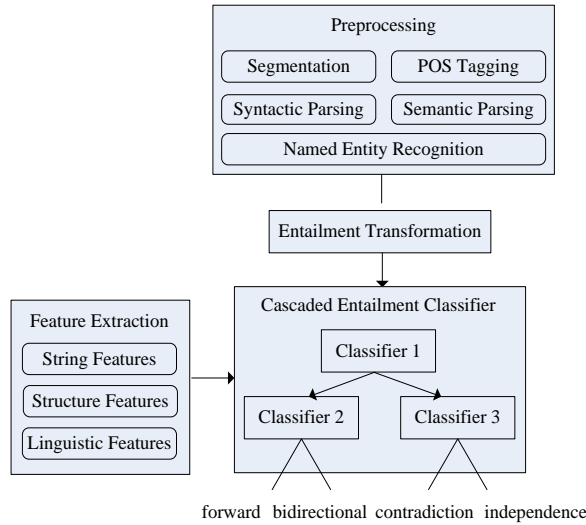 Preprocessing
Segmentation
POS Tagging
Syntactic Parsing
Semantic Parsing
Named Entity Recognition
Entailment Transformation
Feature Extraction
String Features
Structure Features
Linguistic Features
Cascaded Entailment Classifier
Classifier 1
Classifier 2
Classifier 3
forward bidirectional contradiction independence